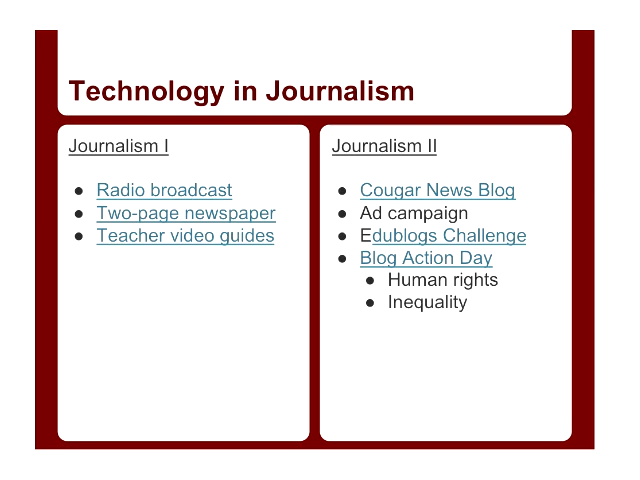 Technology in Journalism
Journalism I
● Radio broadcast
● Two-page newspaper
● Teacher video guides
Journalism II
● Cougar News Blog
● Ad campaign
● Edublogs Challenge
● Blog Action Day
● Human rights
● Inequality